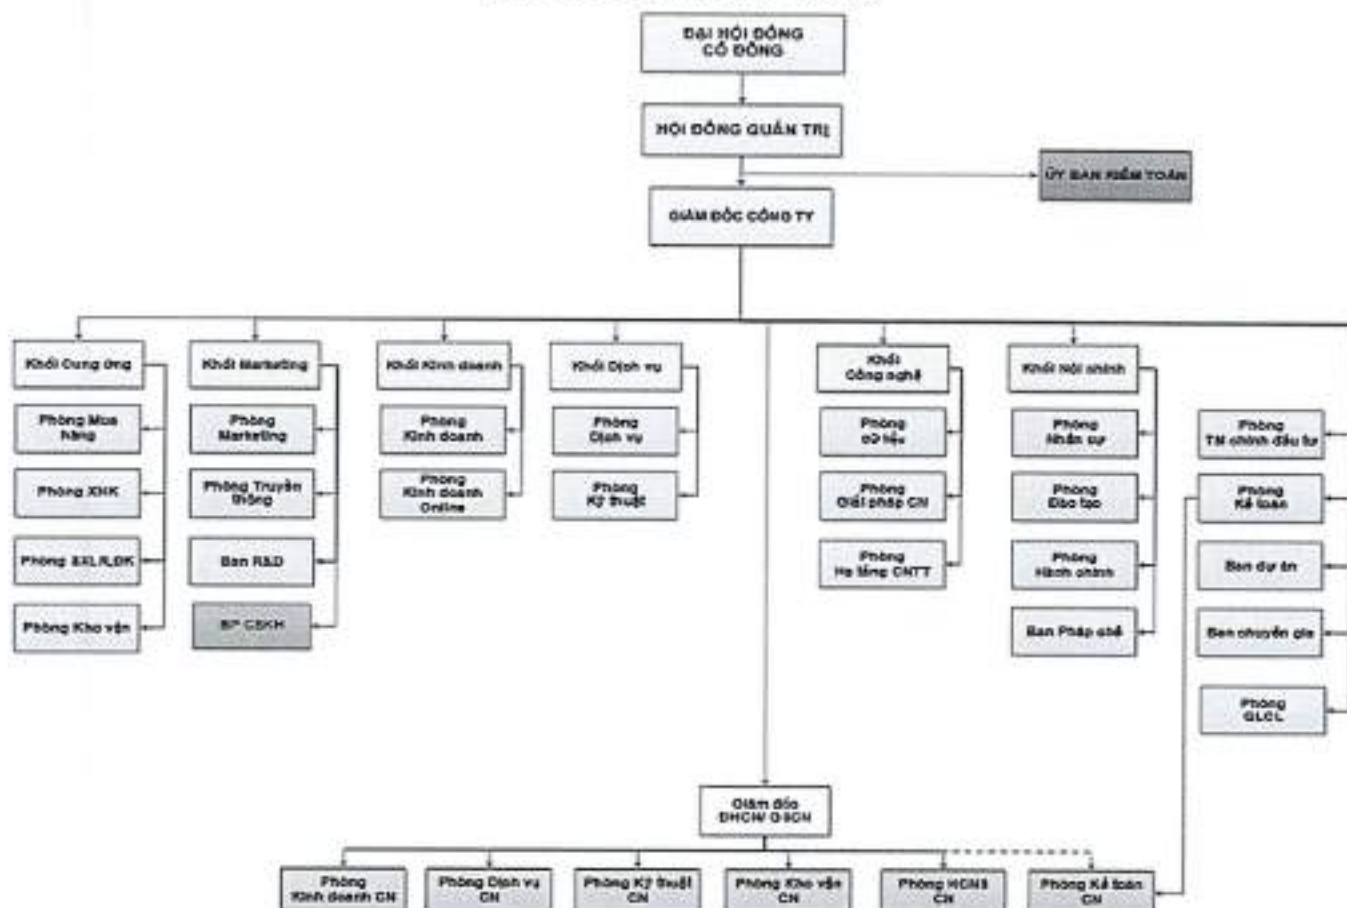 ĐẠI HỘI ĐỒNG
CỔ ĐÔNG
HỘI ĐỒNG QUẢN TRỊ
ỦY BAN KIỂM TOÁN
GIÁM ĐỐC CÔNG TY
Khối Cung ứng
Phòng Mua
hàng
Phòng XNK
Phòng Kho vận
Khối Marketing
Phòng
Marketing
Phòng Truyền
thông
Ban R&D
BP CSKH
Khối Kinh doanh
Phòng
Kinh doanh
Phòng
Kinh doanh
Online
Khối Dịch vụ
Phòng
Dịch vụ
Phòng
Kỹ thuật
Khối
Công nghệ
Phòng
dữ liệu
Phòng
Giải pháp CN
Phòng
Hạ tầng CNTT
Khối Nội chính
Phòng
Nhân sự
Phòng
Đào tạo
Phòng
Hành chính
Ban Pháp chế
Phòng
chính đầu tư
Phòng
Kế toán
Ban dự án
Ban chuyên gia
Phòng
Giám đốc
Phòng
Kinh doanh CN
Phòng Dịch vụ
CN
Phòng Kỹ thuật
CN
Phòng Kho vận
CN
Phòng HCNS
CN
Phòng Kế toán
CN